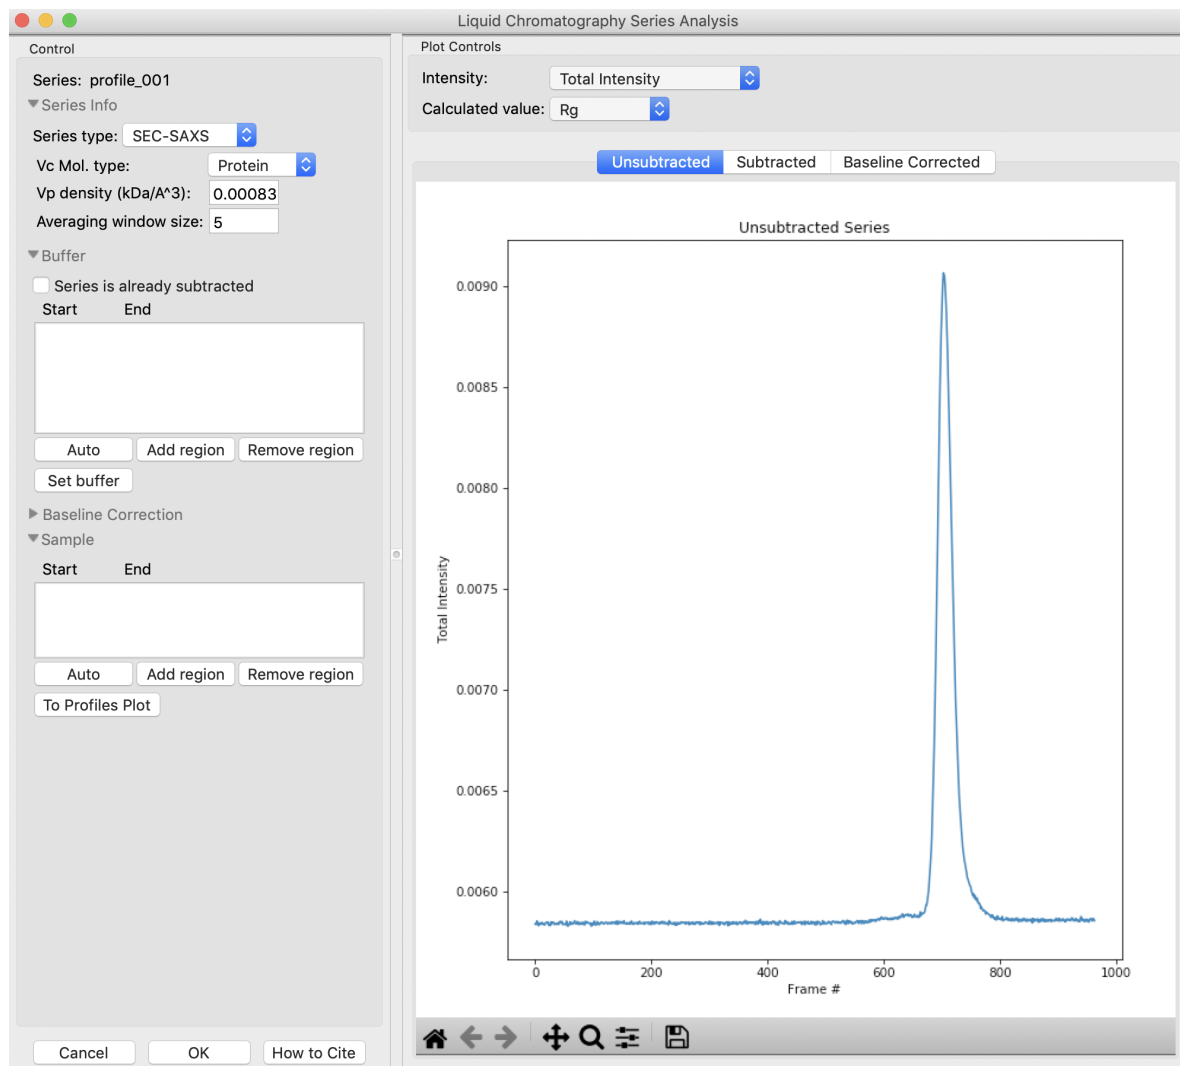 Liquid Chromatography Series Analysis
Control
Series: profile_001
Series Info
Series type: SEC-SAXS
Vc Mol. type: Protein
Vp density (kDa/A^3): 0.00083
Averaging window size: 5
Buffer
Series is already subtracted
Start End
Auto Add region Remove region
Set buffer
Baseline Correction
Sample
Start End
Auto Add region Remove region
To Profiles Plot
Cancel OK How to Cite
Plot Controls
Intensity: Total Intensity
Calculated value: Rg
Unsubtracted Subtracted Baseline Corrected
Unsubtracted Series
0.0090
0.0085
0.0080
0.0075
0.0070
0.0065
0.0060
Total Intensity
0 200 400 600 800 1000
Frame #